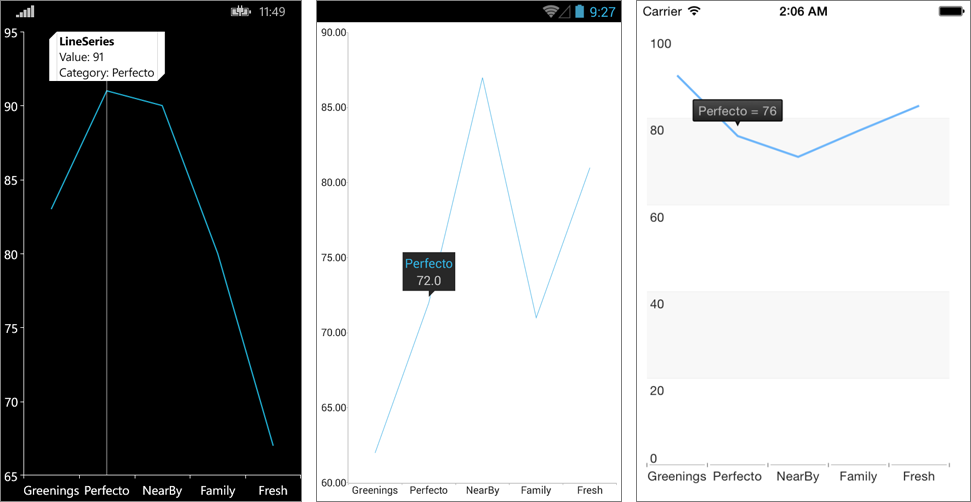 11:49
LineSeries
Value: 91
Category: Perfecto
95
90
85
80
75
70
65
Greenings Perfecto NearBy Family Fresh
9:27
90.00
85.00
80.00
75.00
70.00
65.00
60.00
Perfecto
72.0
Greenings Perfecto NearBy Family Fresh
Carrier 2:06 AM
100
80
60
40
20
0
Perfecto = 76
Greenings Perfecto NearBy Family Fresh